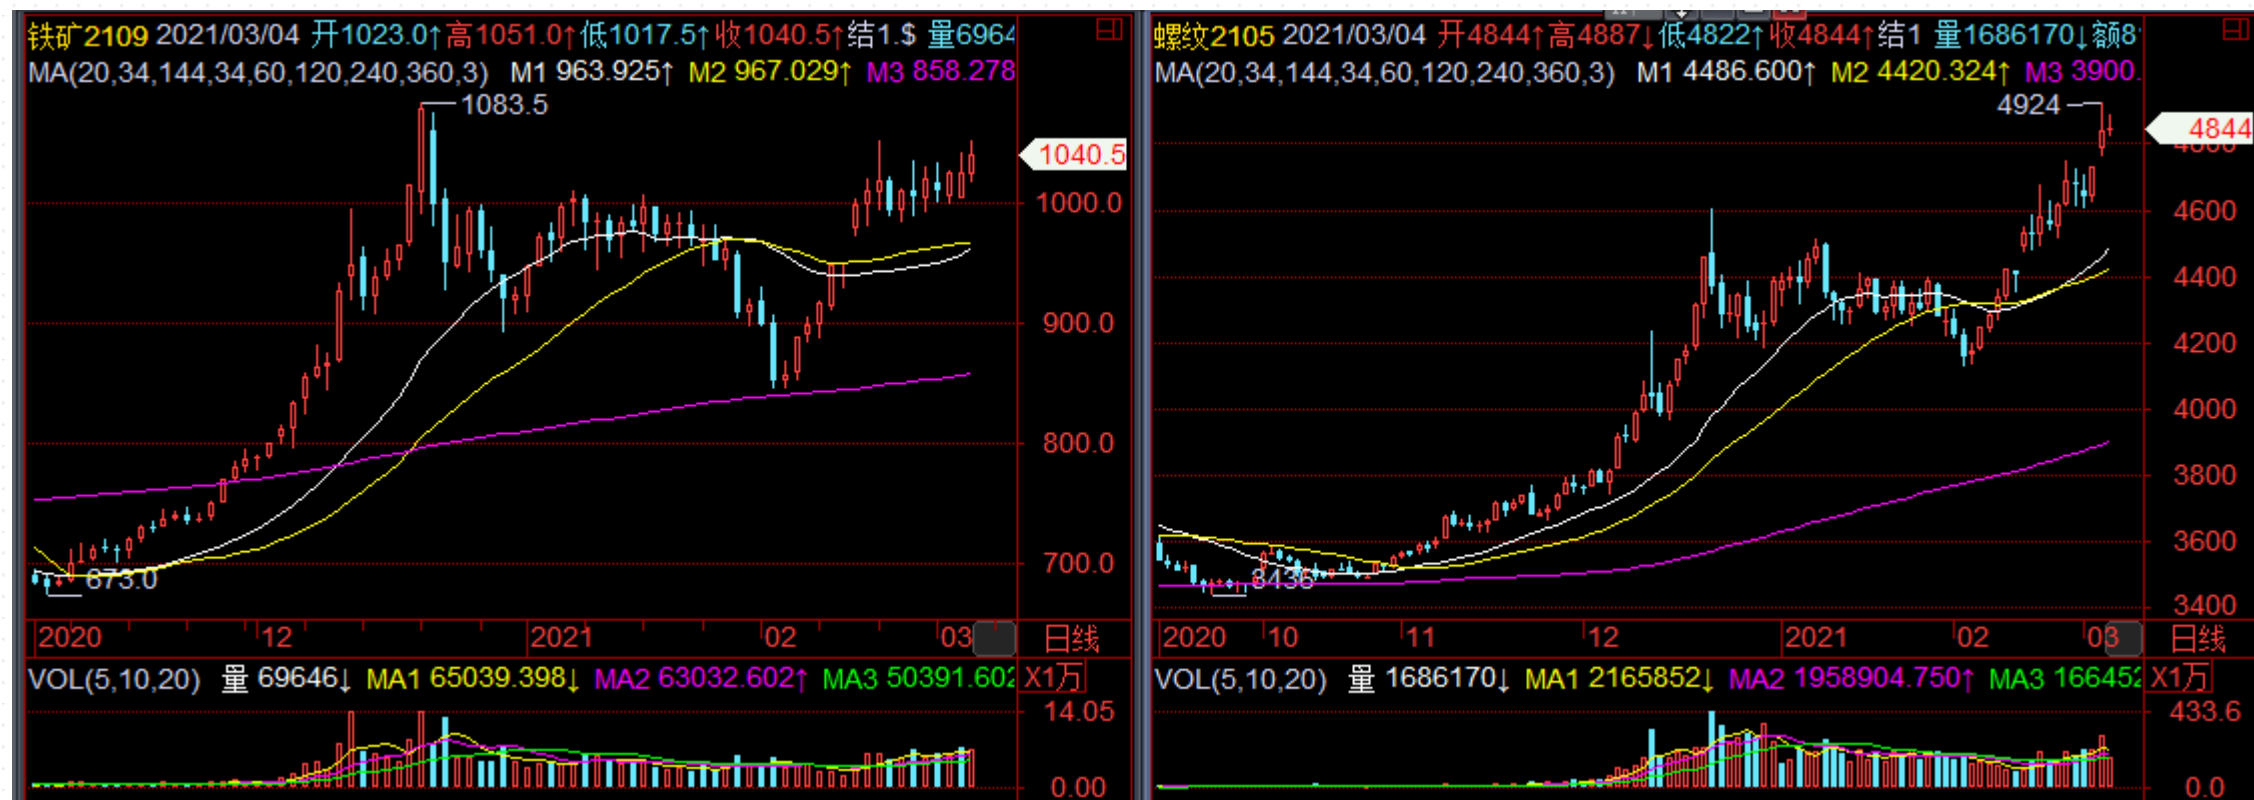 铁矿2109 2021/03/04 开1023.0↑高1051.0↑低1017.5↑收1040.5↑结1.$ 量6964
MA(20,34,144,34,60,120,240,360,3) M1 963.925↑ M2 967.029↑ M3 858.278
1083.5
1040.5
1000.0
900.0
800.0
700.0
673.0
2020 12 2021 02 03 日线
VOL(5,10,20) 量 69646↓ MA1 65039.398↓ MA2 63032.602↑ MA3 50391.602 X1万
14.05
0.00
螺纹2105 2021/03/04 开4844↑高4887↓低4822↑收4844↑结1 量1686170↓额8
MA(20,34,144,34,60,120,240,360,3) M1 4486.600↑ M2 4420.324↑ M3 3900.
4924
4844
4800
4600
4400
4200
4000
3800
3600
3436
3400
2020 10 11 12 2021 02 03 日线
VOL(5,10,20) 量 1686170↓ MA1 2165852↓ MA2 1958904.750↑ MA3 166452 X1万
433.6
0.0